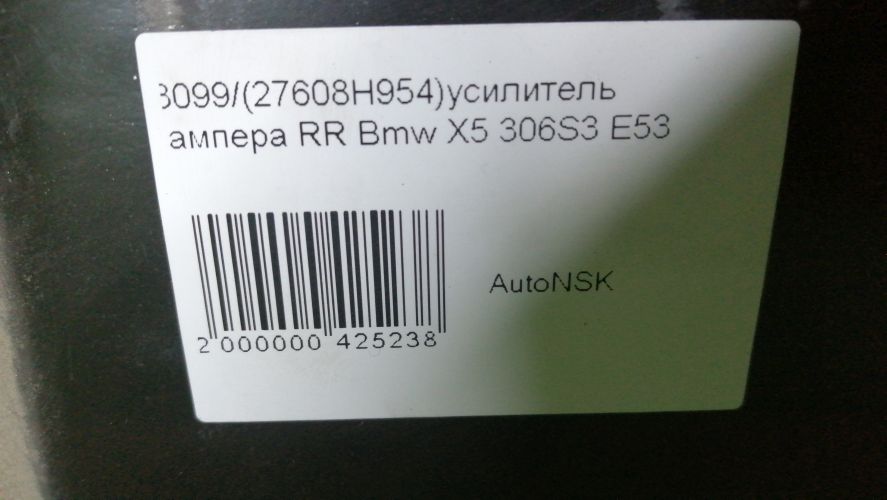 3099/(27608H954)усилитель
ампера RR Bmw X5 306S3 E53
AutoNSK
2 000000 425238